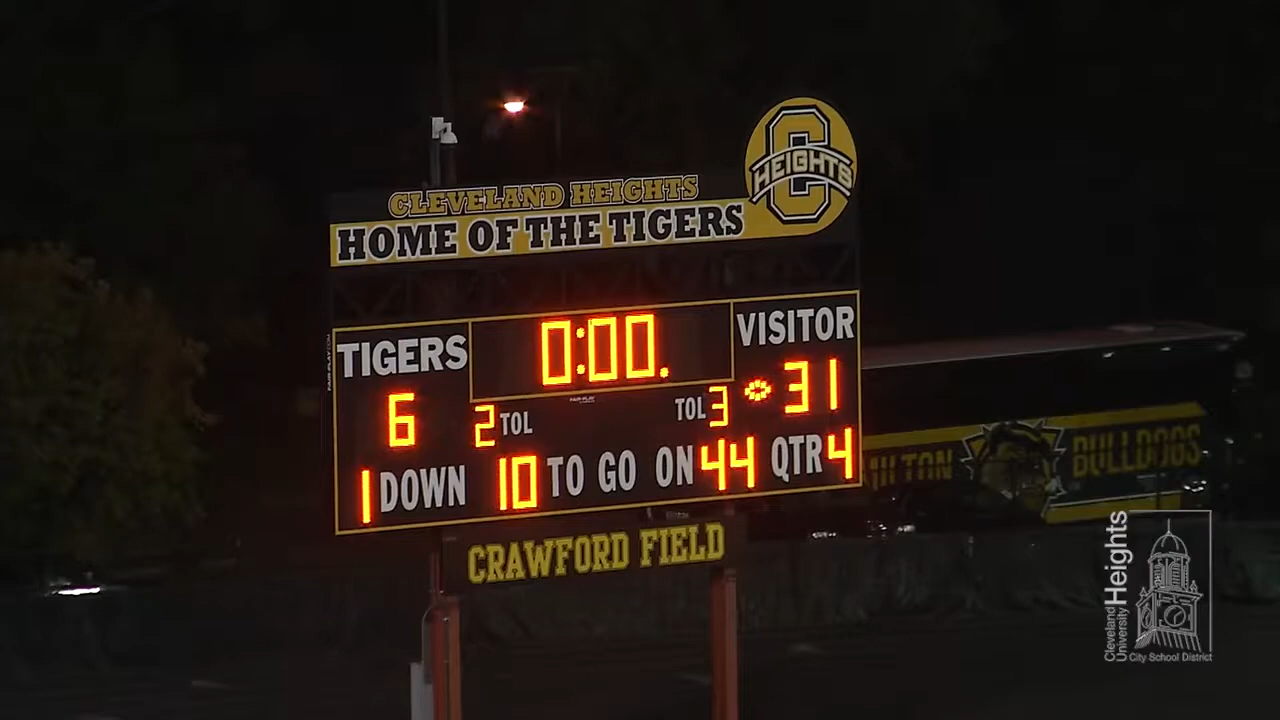 CLEVELAND HEIGHTS
HOME OF THE TIGERS
C
HEIGHTS
TIGERS
0:00.
VISITOR
6
2 TOL
TOL 3
31
1 DOWN
10 TO GO ON 44
QTR 4
CRAWFORD FIELD
BULLDOGS
Cleveland
University Heights
City School District